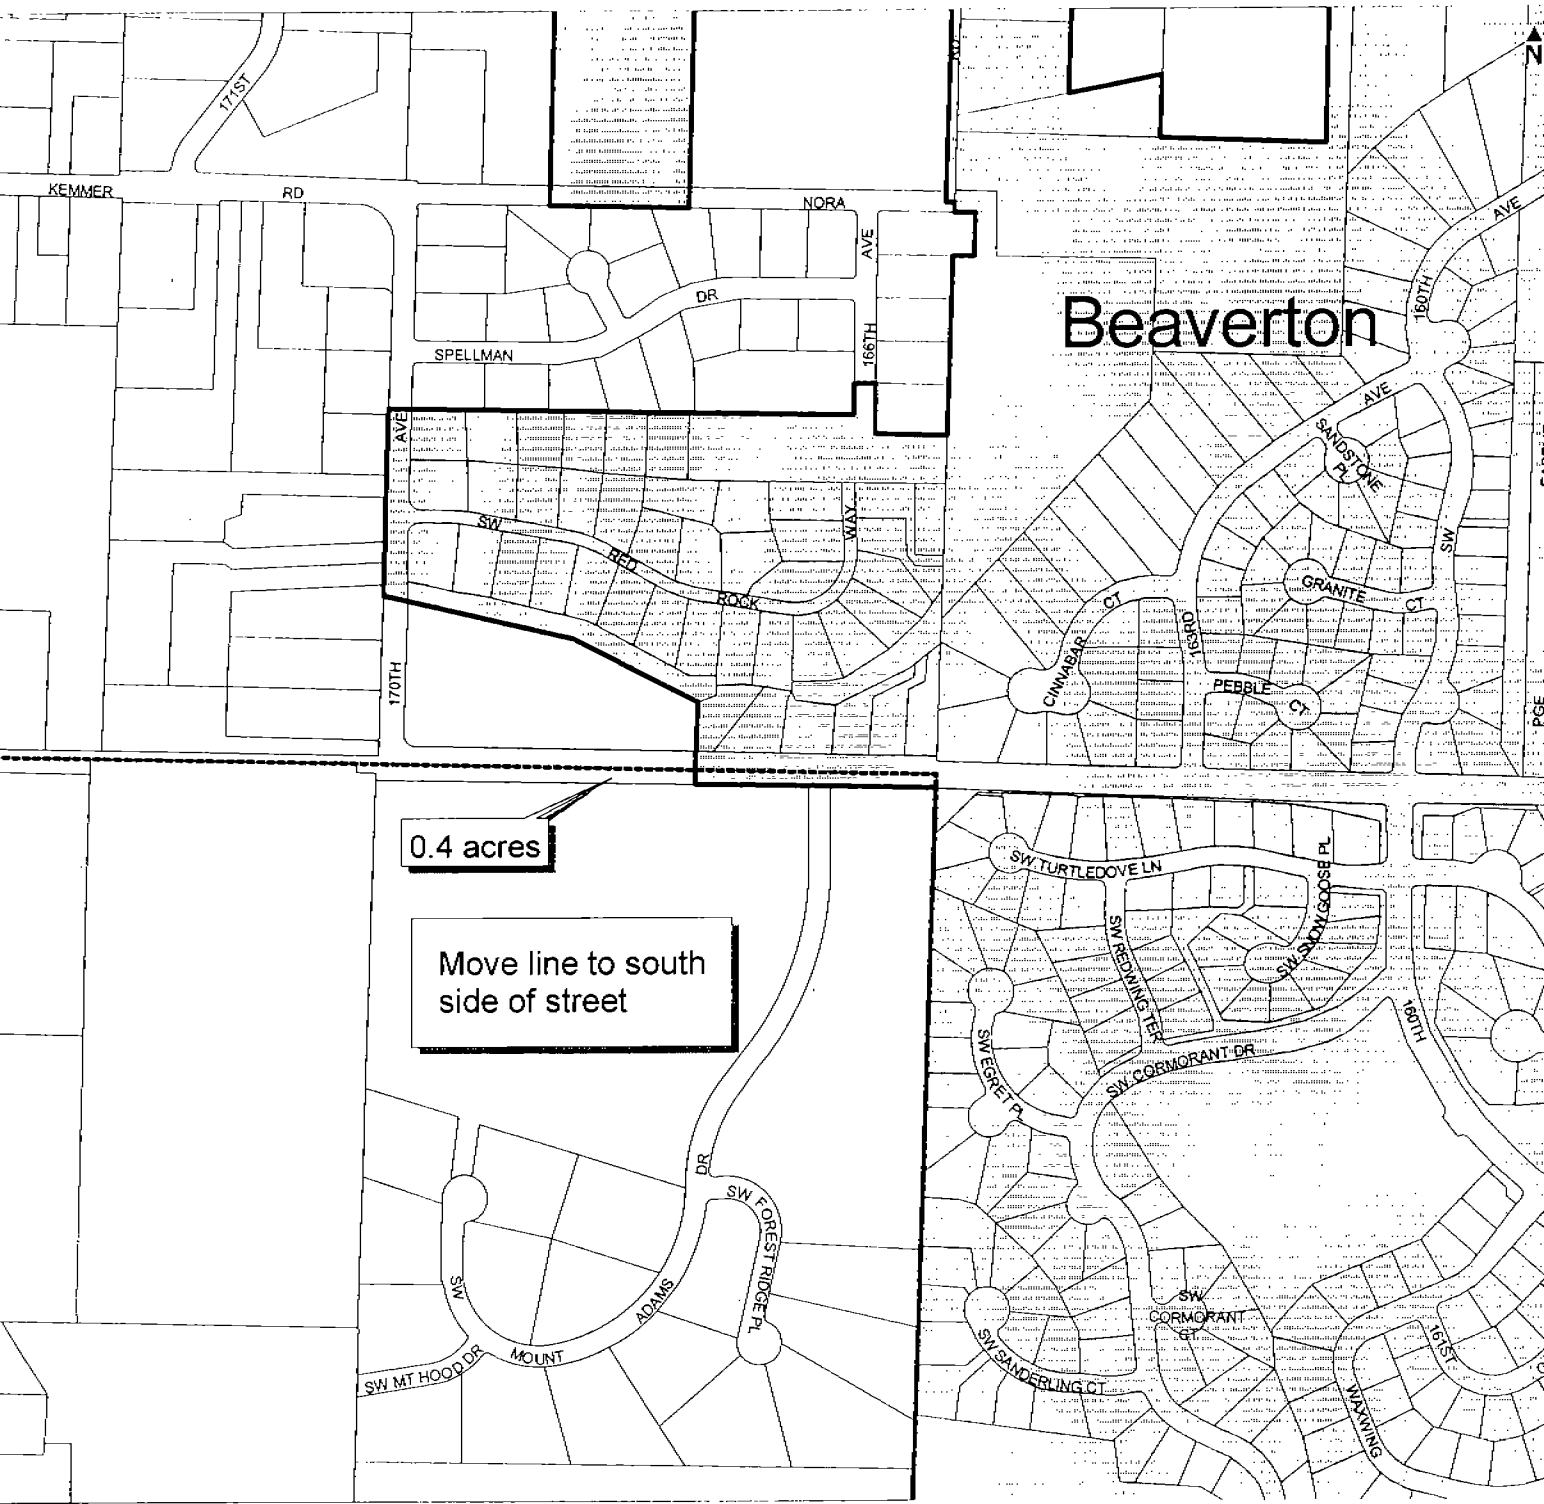 N
RD
171ST
KEMMER
RD
NORA
AVE
AVE
160TH
DR
Beaverton
SPELLMAN
166TH
AVE
AVE
SANDSTONE
PL
SW
WAY
SW
RED
ROCK
GRANITE
CT
CT
163RD
CINNABAR
170TH
PEBBLE
CT
PGE
0.4 acres
SW TURTLEDOVE LN
SW SNOW GOOSE PL
Move line to south
side of street
SW REDWING TER
160TH
SW EGRET PL
SW CORMORANT DR
DR
SW FOREST RIDGE PL
SW
ADAMS
MOUNT
SW MT HOOD DR
SW
CORMORANT
CT
SW SANDERLING CT
161ST
WAXWING